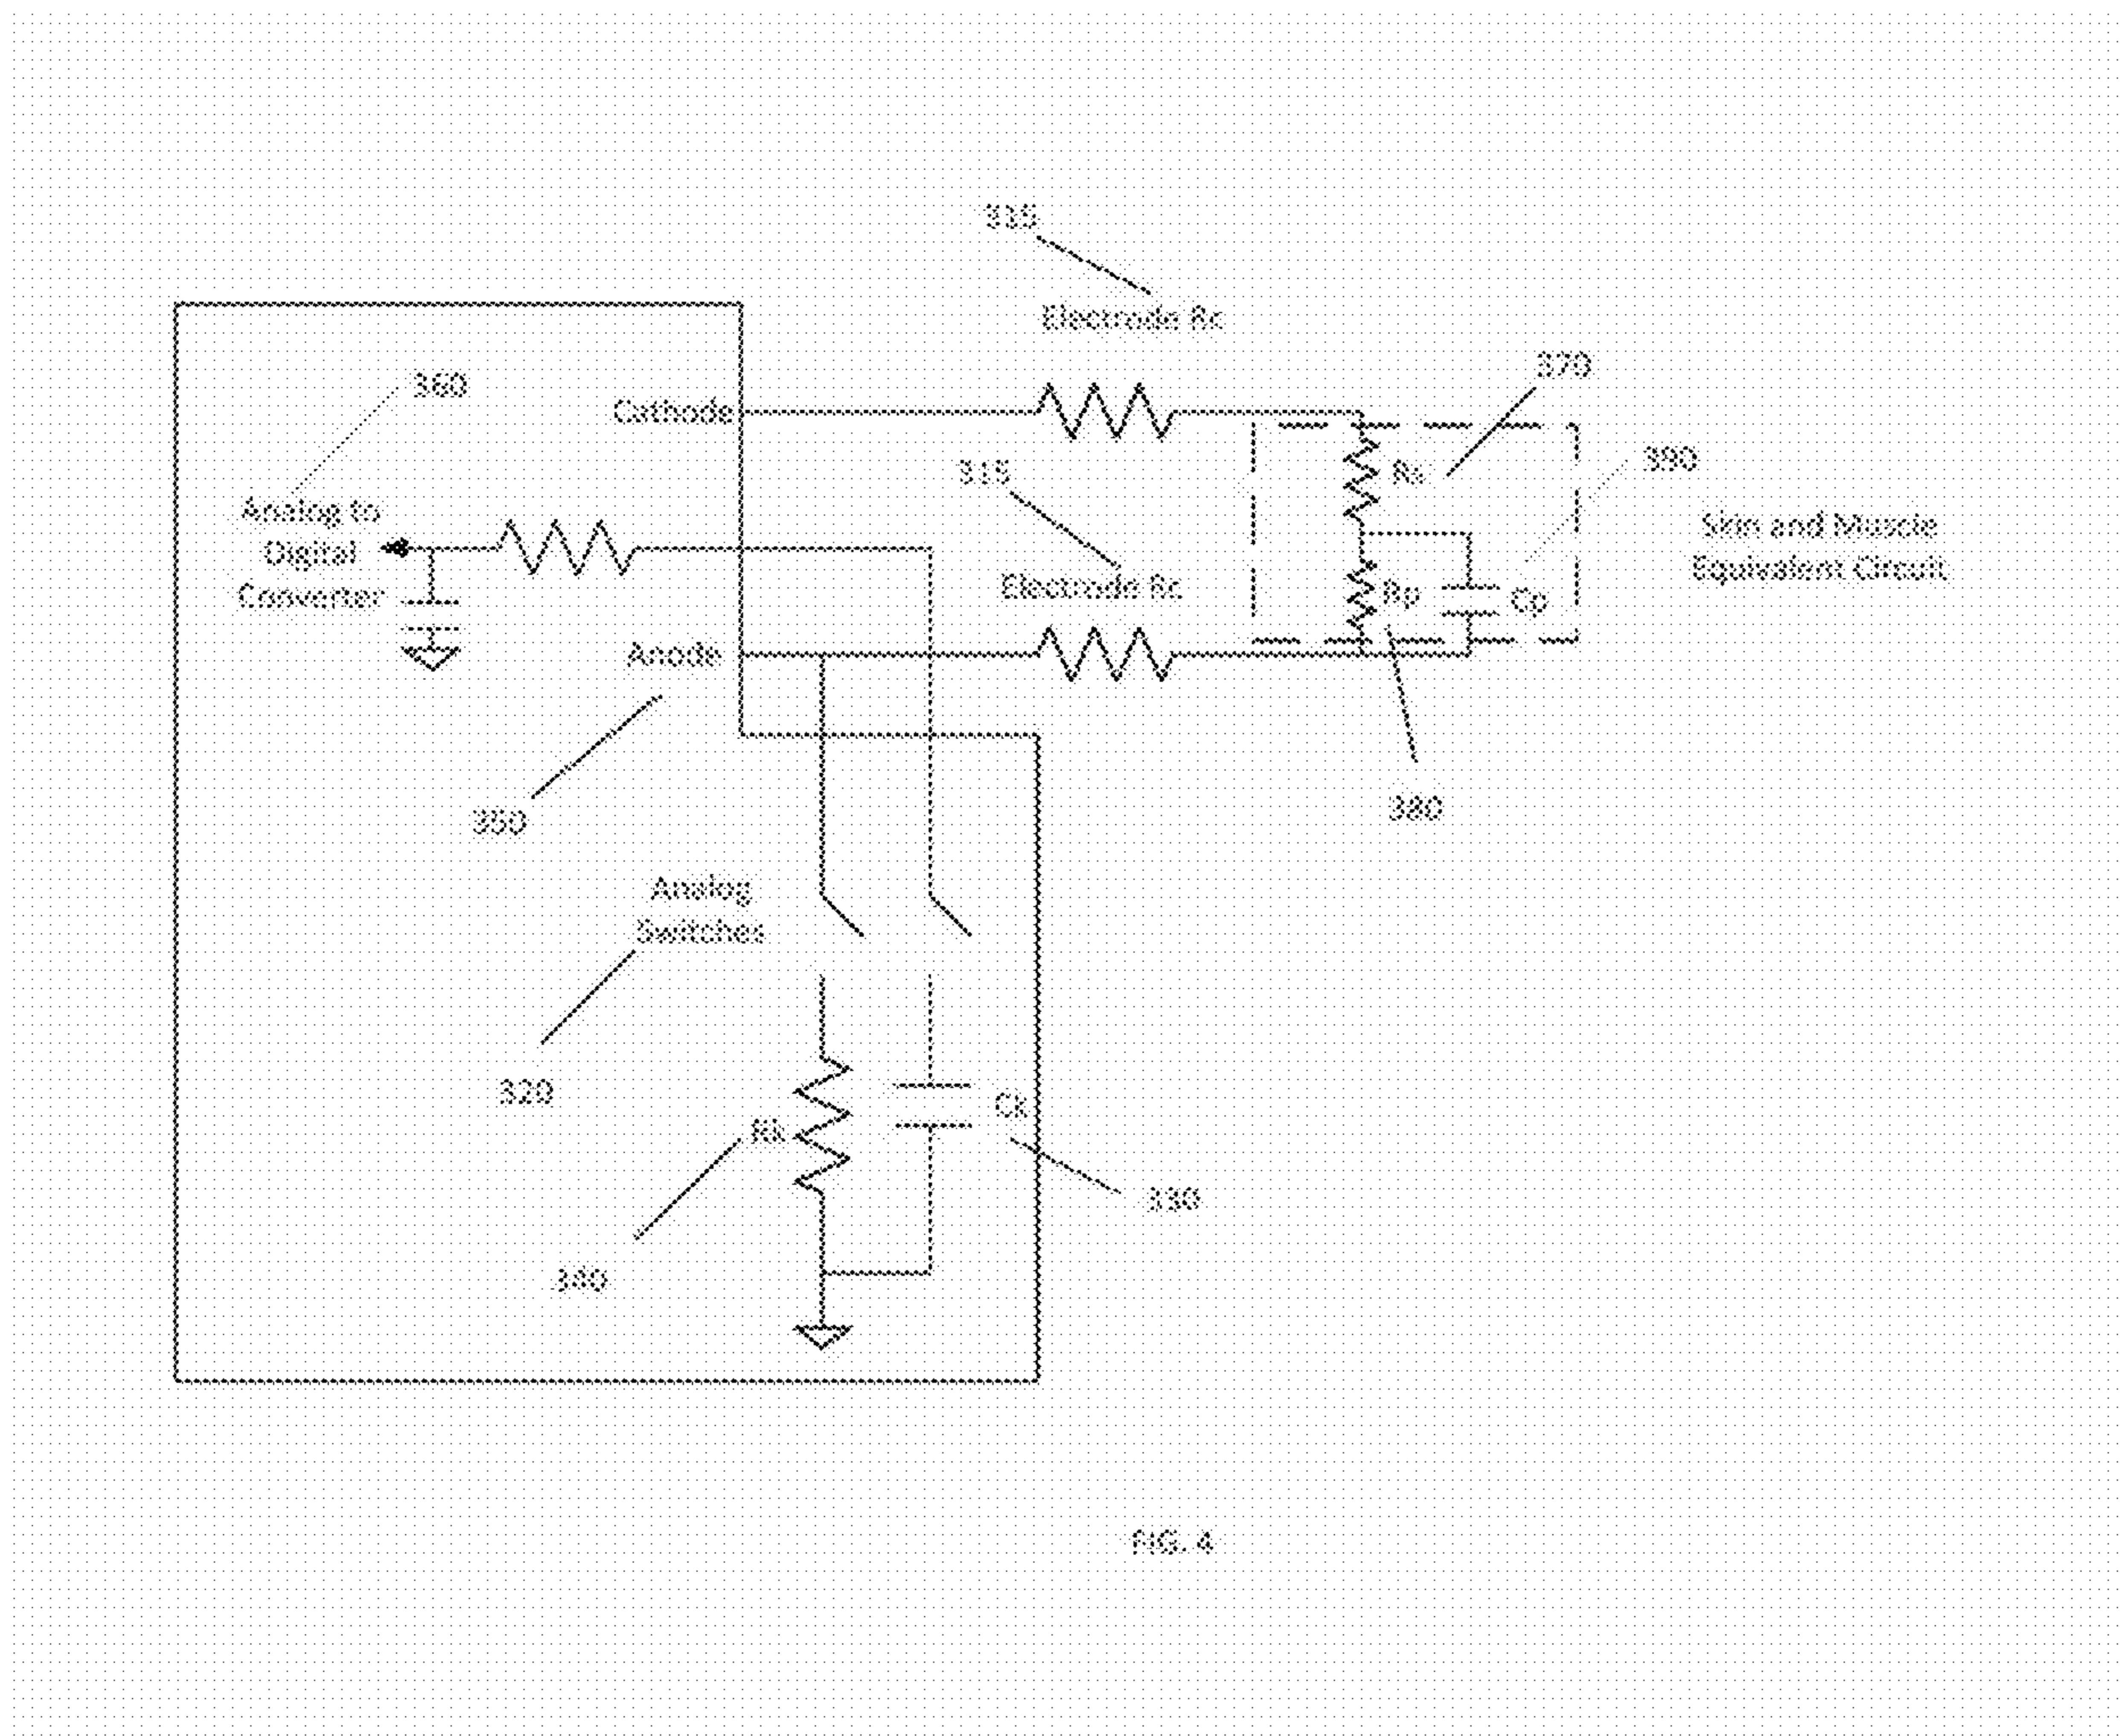 315
Electrode Rc
370
360
Cathode
390
315
Rs
Analog to
Digital
Converter
Skin and Muscle
Equivalent Circuit
Electrode Rc
Rp
Cp
Anode
350
380
Analog
Switches
320
Ck
Rk
330
340
FIG. 4